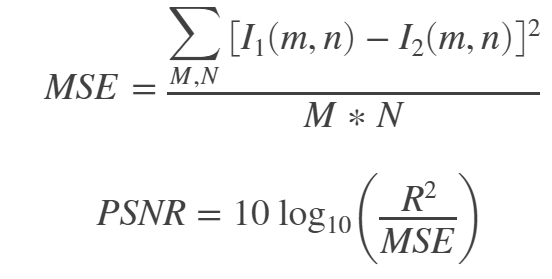 MSE = \frac{\sum_{M,N} [I_1(m,n) - I_2(m,n)]^2}{M * N}
PSNR = 10 \log_{10} \left( \frac{R^2}{MSE} \right)